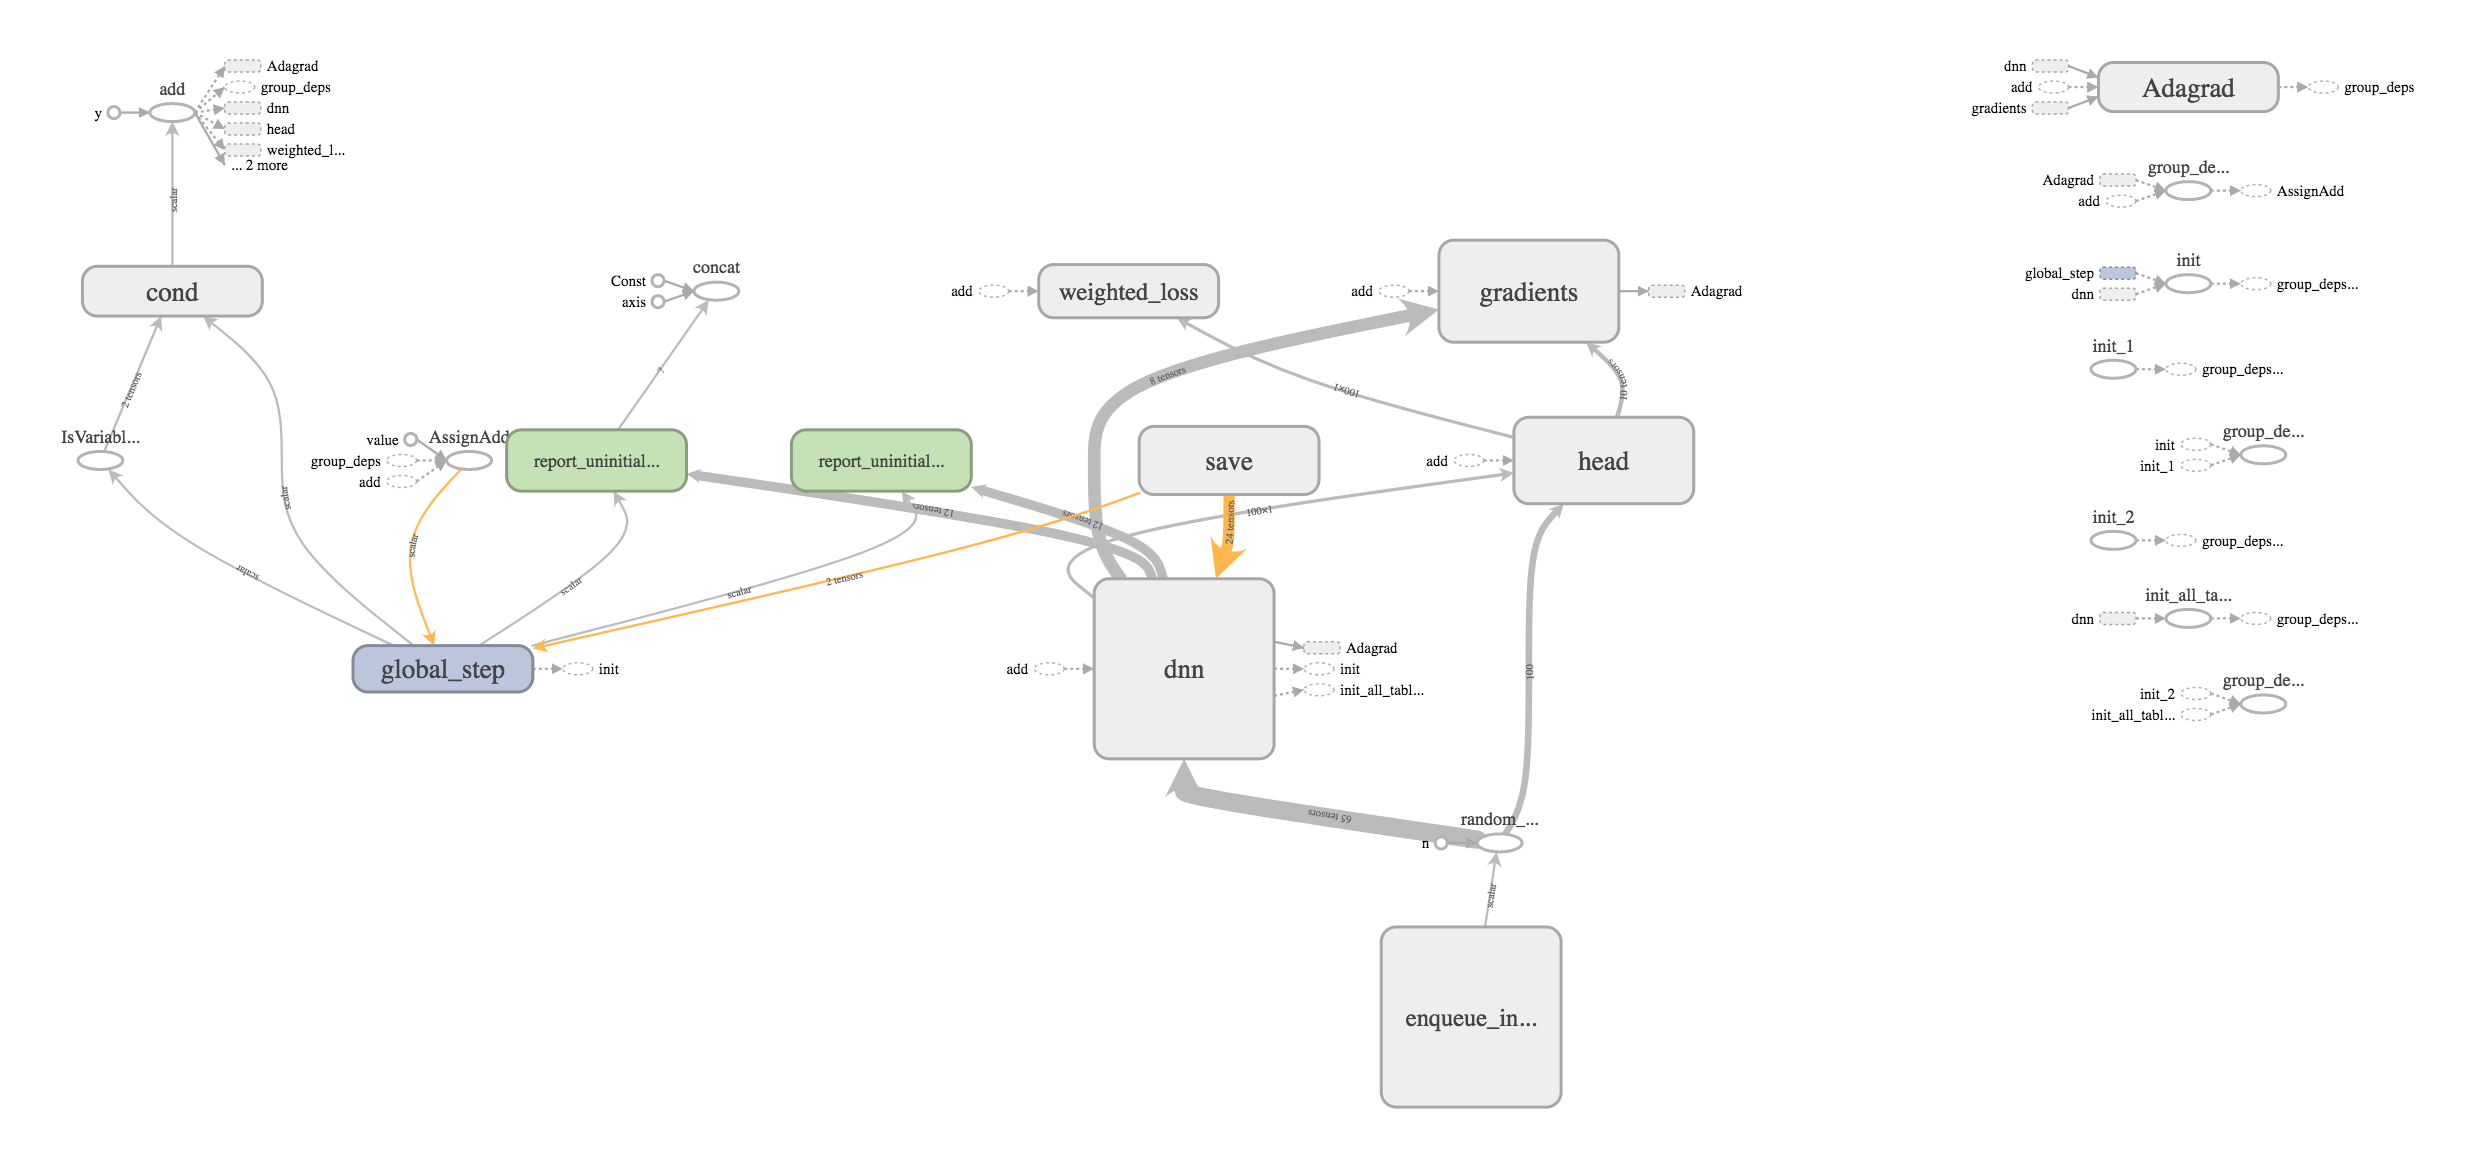 add
y
Adagrad
group_deps
dnn
head
weighted_l...
... 2 more
scalar
cond
2 tensors
IsVariabl...
scalar
scalar
value
group_deps
add
AssignAdd
scalar
global_step
init
Const
axis
concat
?
report_uninitial...
report_uninitial...
12 tensors
12 tensors
scalar
scalar
2 tensors
add
weighted_loss
add
gradients
Adagrad
8 tensors
100×1
10 tensors
save
24 tensors
add
head
100×1
add
dnn
Adagrad
init
init_all_tabl...
100
65 tensors
random_...
n
scalar
enqueue_in...
dnn
add
gradients
Adagrad
group_deps
group_de...
Adagrad
add
AssignAdd
init
global_step
dnn
group_deps...
init_1
group_deps...
group_de...
init
init_1
init_2
group_deps...
init_all_ta...
dnn
group_deps...
group_de...
init_2
init_all_tabl...